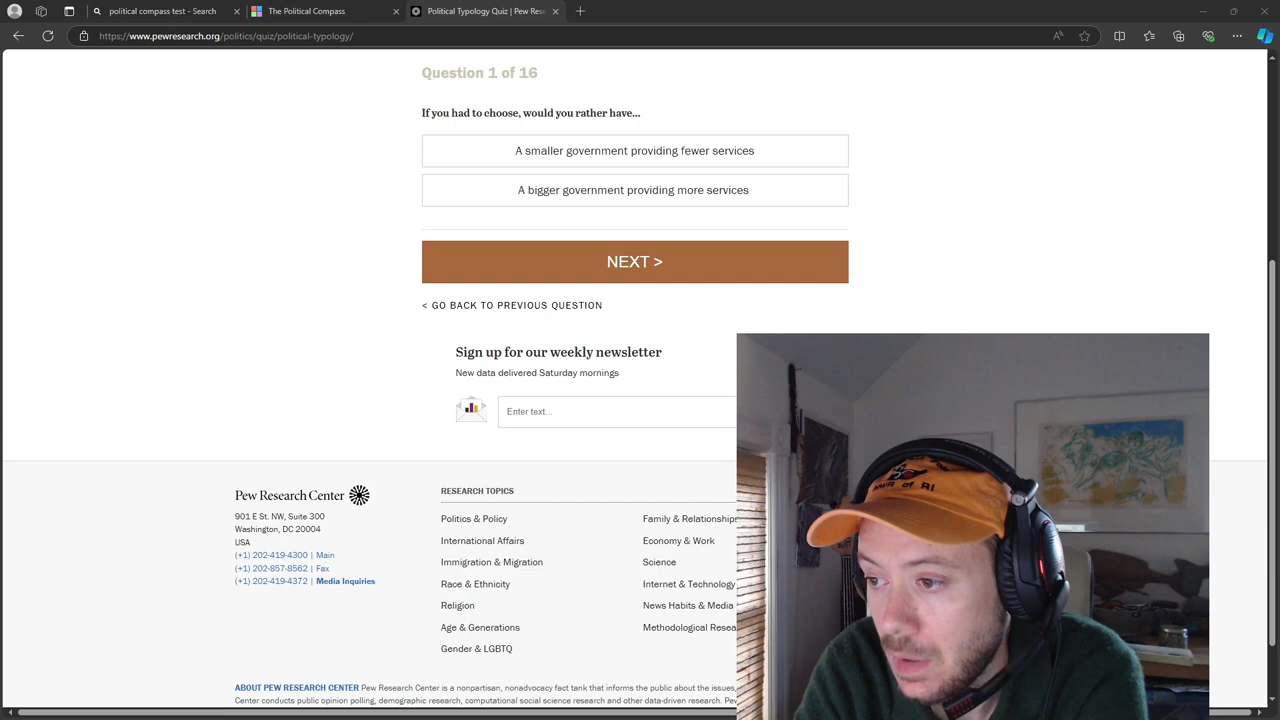 political compass test - Search
The Political Compass
Political Typology Quiz | Pew Rese
https://www.pewresearch.org/politics/quiz/political-typology/
Question 1 of 16
If you had to choose, would you rather have...
A smaller government providing fewer services
A bigger government providing more services
NEXT >
< GO BACK TO PREVIOUS QUESTION
Sign up for our weekly newsletter
New data delivered Saturday mornings
Enter text...
Pew Research Center
901 E St. NW, Suite 300
Washington, DC 20004
USA
(+1) 202-419-4300 | Main
(+1) 202-857-8562 | Fax
(+1) 202-419-4372 | Media Inquiries
RESEARCH TOPICS
Politics & Policy
International Affairs
Immigration & Migration
Race & Ethnicity
Religion
Age & Generations
Gender & LGBTQ
Family & Relationships
Economy & Work
Science
Internet & Technology
News Habits & Media
Methodological Resea
ABOUT PEW RESEARCH CENTER Pew Research Center is a nonpartisan, nonadvocacy fact tank that informs the public about the issues,
Center conducts public opinion polling, demographic research, computational social science research and other data-driven research. Pew
of RI